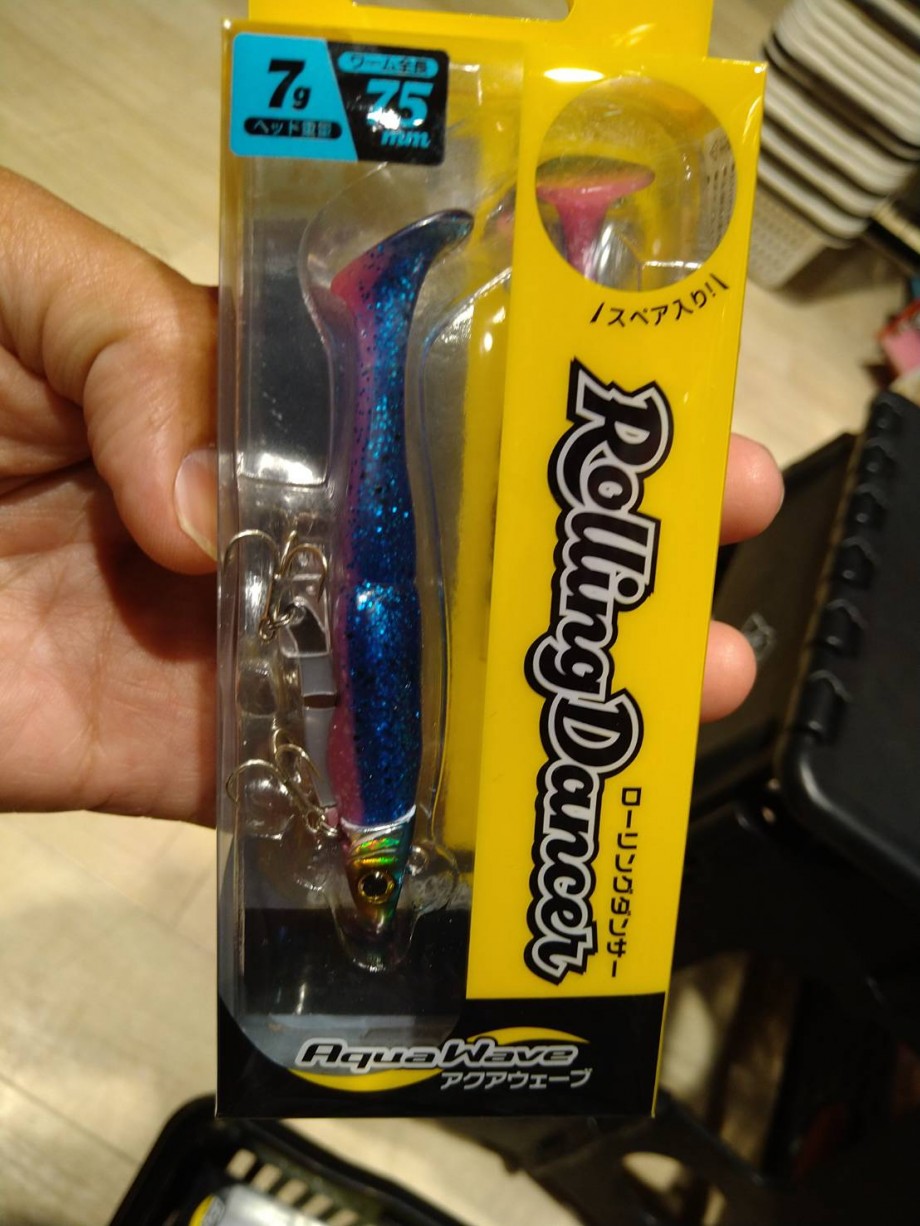 7g
ヘッド重量
ワーム全長
75
mm
スペア入り!!
Rolling Dancer
ローリングダンサー
AquaWave
アクアウェーブ